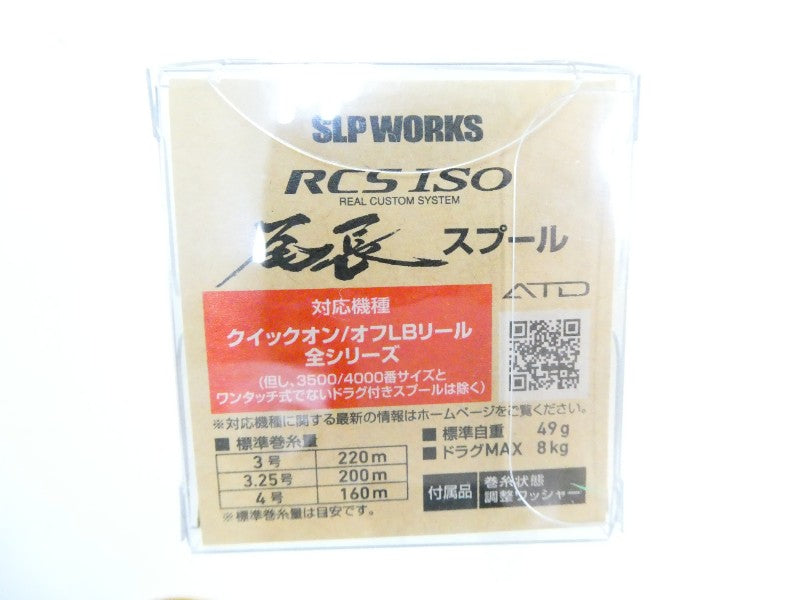 SLP WORKS
RCS ISO
REAL CUSTOM SYSTEM
尾長 スプール
ATD
対応機種
クイックオン/オフLBリール
全シリーズ
(但し、3500/4000番サイズと
ワンタッチ式でないドラグ付きスプールは除く)
※対応機種に関する最新の情報はホームページをご覧ください。
■ 標準巻糸量
3号 220m
3.25号 200m
4号 160m
※標準巻糸量は目安です。
■ 標準自重 49g
■ ドラグMAX 8kg
付属品 巻糸状態
調整ワッシャー